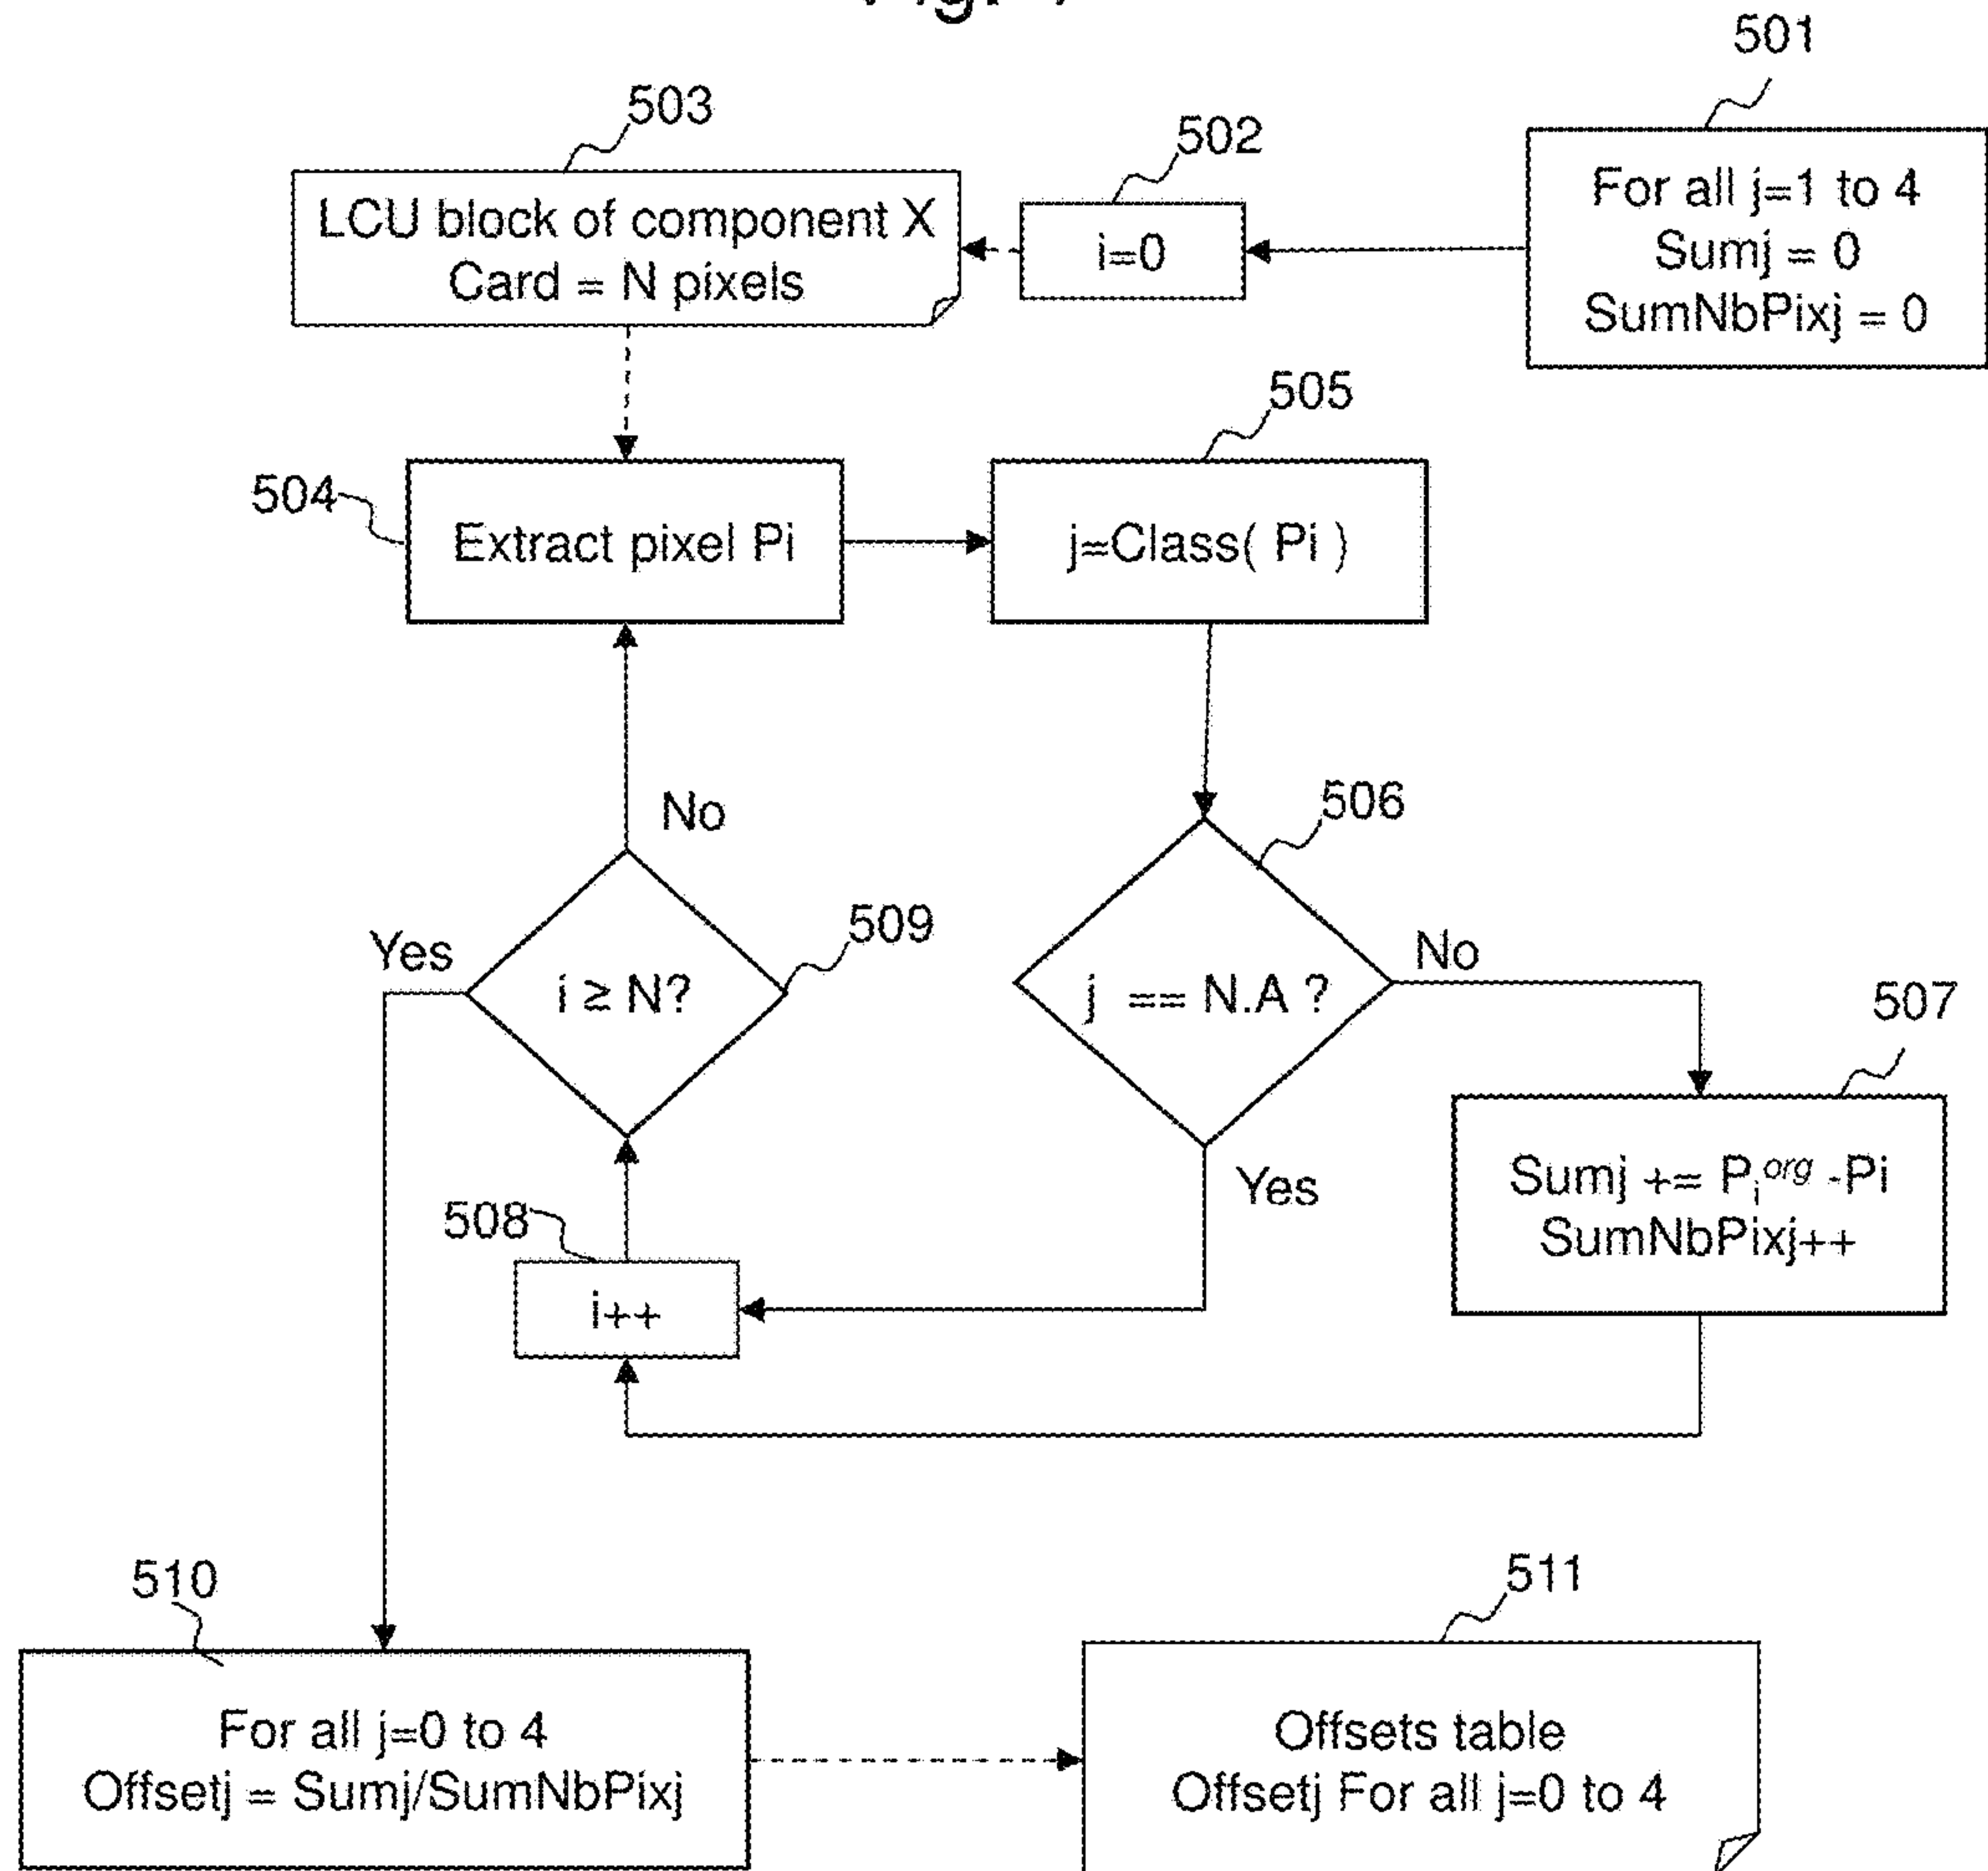 501
503
502
For all j=1 to 4
Sumj = 0
SumNbPixj = 0
LCU block of component X
Card = N pixels
i=0
505
504
Extract pixel Pi
j=Class( Pi )
506
No
509
Yes
i ≥ N?
j == N.A ?
No
507
Yes
Sumj += Pi^org -Pi
SumNbPixj++
508
i++
510
511
For all j=0 to 4
Offsetj = Sumj/SumNbPixj
Offsets table
Offsetj For all j=0 to 4